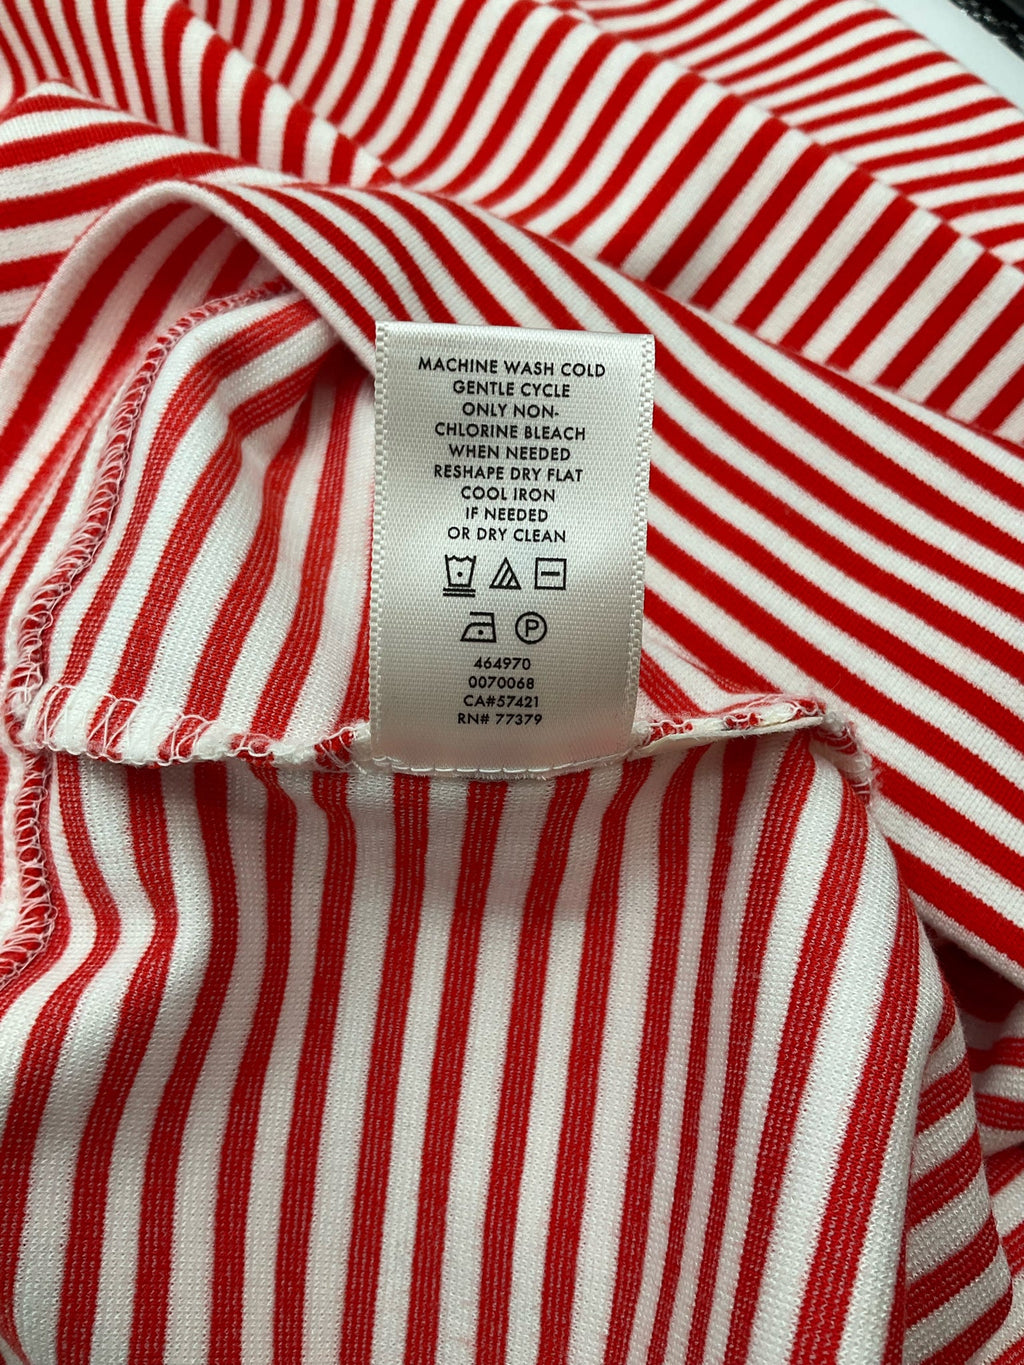 MACHINE WASH COLD
GENTLE CYCLE
ONLY NON-
CHLORINE BLEACH
WHEN NEEDED
RESHAPE DRY FLAT
COOL IRON
IF NEEDED
OR DRY CLEAN
P
464970
0070068
CA#57421
RN# 77379